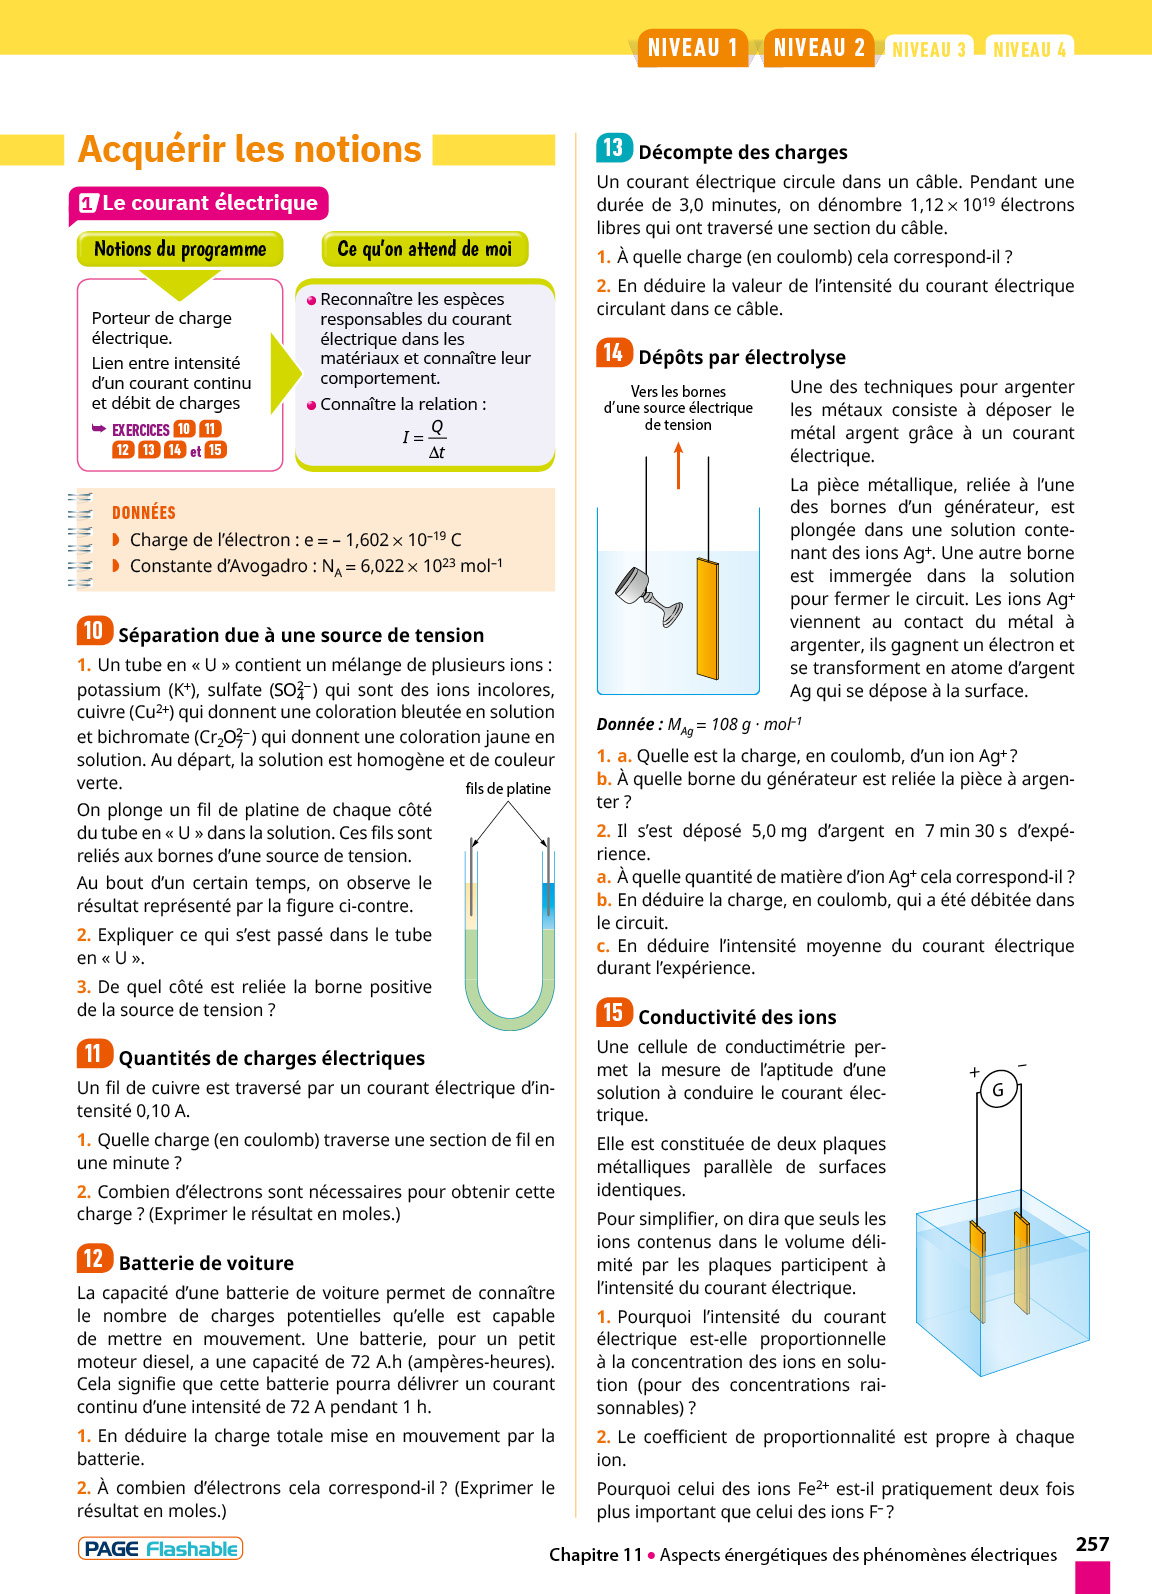 NIVEAU 1 NIVEAU 2 NIVEAU 3 NIVEAU 4
Acquérir les notions
1 Le courant électrique
Notions du programme
Porteur de charge
électrique.
Lien entre intensité
d'un courant continu
et débit de charges
EXERCICES 10 11
12 13 14 et 15
Ce qu'on attend de moi
Reconnaître les espèces
responsables du courant
électrique dans les
matériaux et connaître leur
comportement.
Connaître la relation :
I = Q/Δt
DONNÉES
Charge de l'électron : e = – 1,602 × 10⁻¹⁹ C
Constante d'Avogadro : N_A = 6,022 × 10²³ mol⁻¹
10 Séparation due à une source de tension
1. Un tube en « U » contient un mélange de plusieurs ions :
potassium (K⁺), sulfate (SO₄²⁻) qui sont des ions incolores,
cuivre (Cu²⁺) qui donnent une coloration bleutée en solution
et bichromate (Cr₂O₇²⁻) qui donnent une coloration jaune en
solution. Au départ, la solution est homogène et de couleur
verte.
On plonge un fil de platine de chaque côté
du tube en « U » dans la solution. Ces fils sont
reliés aux bornes d'une source de tension.
Au bout d'un certain temps, on observe le
résultat représenté par la figure ci-contre.
2. Expliquer ce qui s'est passé dans le tube
en « U ».
3. De quel côté est reliée la borne positive
de la source de tension ?
fils de platine
11 Quantités de charges électriques
Un fil de cuivre est traversé par un courant électrique d'in-
tensité 0,10 A.
1. Quelle charge (en coulomb) traverse une section de fil en
une minute ?
2. Combien d'électrons sont nécessaires pour obtenir cette
charge ? (Exprimer le résultat en moles.)
12 Batterie de voiture
La capacité d'une batterie de voiture permet de connaître
le nombre de charges potentielles qu'elle est capable
de mettre en mouvement. Une batterie, pour un petit
moteur diesel, a une capacité de 72 A.h (ampères-heures).
Cela signifie que cette batterie pourra délivrer un courant
continu d'une intensité de 72 A pendant 1 h.
1. En déduire la charge totale mise en mouvement par la
batterie.
2. À combien d'électrons cela correspond-il ? (Exprimer le
résultat en moles.)
13 Décompte des charges
Un courant électrique circule dans un câble. Pendant une
durée de 3,0 minutes, on dénombre 1,12 × 10¹⁹ électrons
libres qui ont traversé une section du câble.
1. À quelle charge (en coulomb) cela correspond-il ?
2. En déduire la valeur de l'intensité du courant électrique
circulant dans ce câble.
14 Dépôts par électrolyse
Vers les bornes
d'une source électrique
de tension
Une des techniques pour argenter
les métaux consiste à déposer le
métal argent grâce à un courant
électrique.
La pièce métallique, reliée à l'une
des bornes d'un générateur, est
plongée dans une solution conte-
nant des ions Ag⁺. Une autre borne
est immergée dans la solution
pour fermer le circuit. Les ions Ag⁺
viennent au contact du métal à
argenter, ils gagnent un électron et
se transforment en atome d'argent
Ag qui se dépose à la surface.
Donnée : M_Ag = 108 g · mol⁻¹
1. a. Quelle est la charge, en coulomb, d'un ion Ag⁺ ?
b. À quelle borne du générateur est reliée la pièce à argen-
ter ?
2. Il s'est déposé 5,0 mg d'argent en 7 min 30 s d'expé-
rience.
a. À quelle quantité de matière d'ion Ag⁺ cela correspond-il ?
b. En déduire la charge, en coulomb, qui a été débitée dans
le circuit.
c. En déduire l'intensité moyenne du courant électrique
durant l'expérience.
15 Conductivité des ions
Une cellule de conductimétrie per-
met la mesure de l'aptitude d'une
solution à conduire le courant élec-
trique.
Elle est constituée de deux plaques
métalliques parallèle de surfaces
identiques.
Pour simplifier, on dira que seuls les
ions contenus dans le volume déli-
mité par les plaques participent à
l'intensité du courant électrique.
1. Pourquoi l'intensité du courant
électrique est-elle proportionnelle
à la concentration des ions en solu-
tion (pour des concentrations rai-
sonnables) ?
+ –
G
2. Le coefficient de proportionnalité est propre à chaque
ion.
Pourquoi celui des ions Fe²⁺ est-il pratiquement deux fois
plus important que celui des ions F⁻ ?
PAGE Flashable
Chapitre 11 • Aspects énergétiques des phénomènes électriques 257